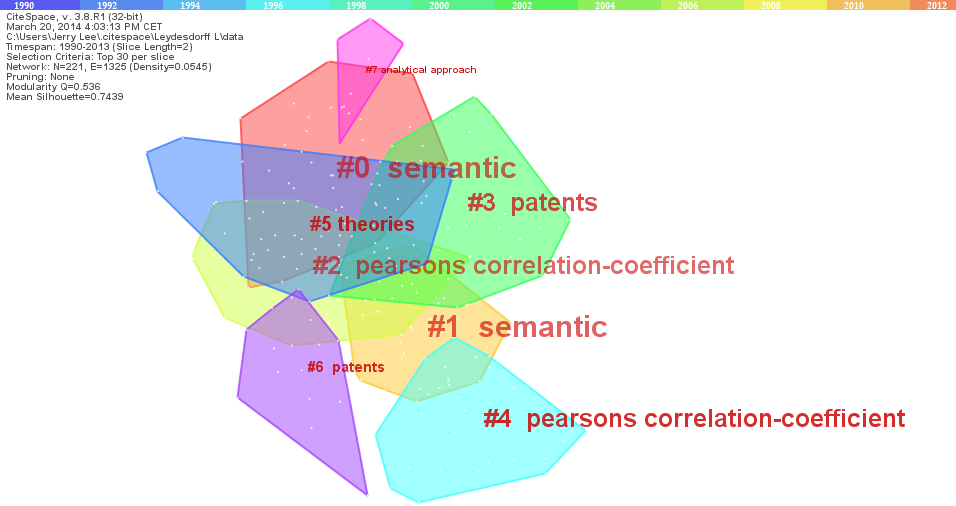 1990 1992 1994 1996 1998 2000 2002 2004 2006 2008 2010 2012
CiteSpace, v. 3.8.R1 (32-bit)
March 20, 2014 4:03:13 PM CET
C:\Users\Jerry Lee\.citespace\Leydesdorff L\data
Timespan: 1990-2013 (Slice Length=2)
Selection Criteria: Top 30 per slice
Network: N=221, E=1325 (Density=0.0545)
Pruning: None
Modularity Q=0.536
Mean Silhouette=0.7439
#7 analytical approach
#0 semantic
#3 patents
#5 theories
#2 pearsons correlation-coefficient
#1 semantic
#6 patents
#4 pearsons correlation-coefficient